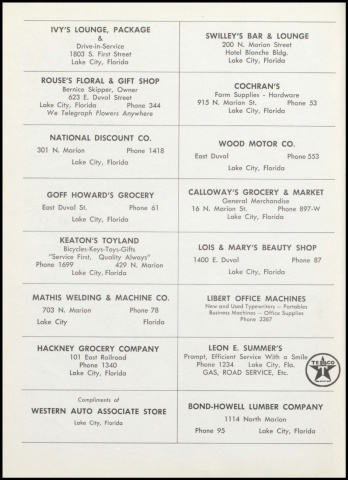 IVY'S LOUNGE, PACKAGE
&
Drive-in-Service
1803 S. First Street
Lake City, Florida
ROUSE'S FLORAL & GIFT SHOP
Bernice Skipper, Owner
623 E. Duval Street
Lake City, Florida Phone 344
We Telegraph Flowers Anywhere
NATIONAL DISCOUNT CO.
301 N. Marion Phone 1418
Lake City, Florida
GOFF HOWARD'S GROCERY
East Duval St. Phone 61
Lake City, Florida
KEATON'S TOYLAND
Bicycles-Keys-Toys-Gifts
"Service First, Quality Always"
Phone 1699 429 N. Marion
Lake City, Florida
MATHIS WELDING & MACHINE CO.
703 N. Marion Phone 78
Lake City Florida
HACKNEY GROCERY COMPANY
101 East Railroad
Phone 1340
Lake City, Florida
Compliments of
WESTERN AUTO ASSOCIATE STORE
Lake City, Florida
SWILLEY'S BAR & LOUNGE
200 N. Marion Street
Hotel Blanche Bldg.
Lake City, Florida
COCHRAN'S
Farm Supplies - Hardware
915 N. Marion St. Phone 53
Lake City, Florida
WOOD MOTOR CO.
East Duval Phone 553
Lake City, Florida
CALLOWAY'S GROCERY & MARKET
General Merchandise
16 N. Marion St. Phone 897-W
Lake City, Florida
LOIS & MARY'S BEAUTY SHOP
1400 E. Duval Phone 87
Lake City, Florida
LIBERT OFFICE MACHINES
New and Used Typewriters — Portables
Business Machines — Office Supplies
Phone 3287
LEON E. SUMMER'S
Prompt, Efficient Service With a Smile
Phone 1234 Lake City, Fla.
GAS, ROAD SERVICE, Etc.
TEXACO
BOND-HOWELL LUMBER COMPANY
1114 North Marion
Phone 95 Lake City, Florida